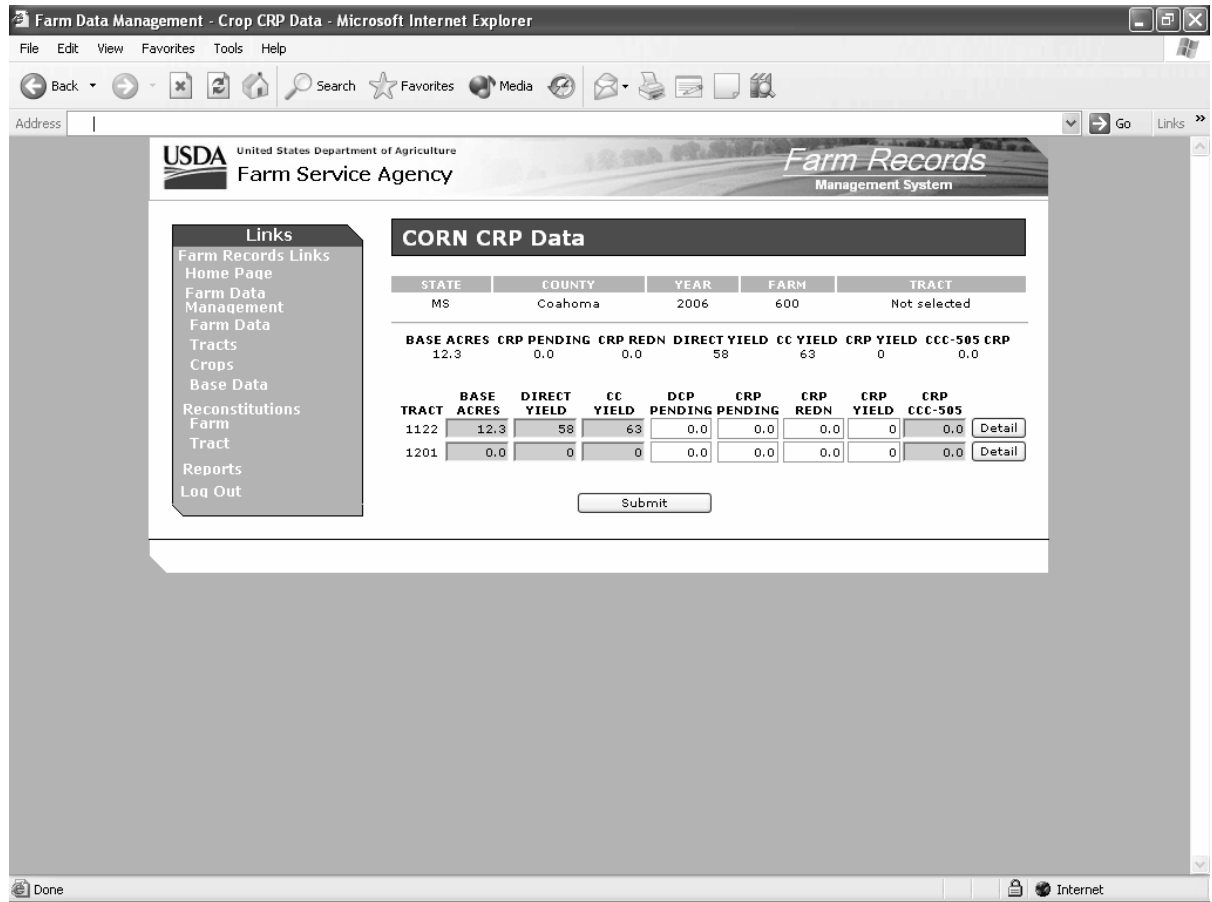 Farm Data Management - Crop CRP Data - Microsoft Internet Explorer
File Edit View Favorites Tools Help
Back Search Favorites Media
Address Go Links »
USDA United States Department of Agriculture
Farm Service Agency
Farm Records
Management System
Links
Farm Records Links
Home Page
Farm Data
Management
Farm Data
Tracts
Crops
Base Data
Reconstitutions
Farm
Tract
Reports
Log Out
CORN CRP Data
STATE COUNTY YEAR FARM TRACT
MS Coahoma 2006 600 Not selected
BASE ACRES CRP PENDING CRP REDN DIRECT YIELD CC YIELD CRP YIELD CCC-505 CRP
12.3 0.0 0.0 58 63 0 0.0
BASE DIRECT CC DCP CRP CRP CRP CRP
TRACT ACRES YIELD YIELD PENDING PENDING REDN YIELD CCC-505
1122 12.3 58 63 0.0 0.0 0.0 0 0.0 Detail
1201 0.0 0 0 0.0 0.0 0.0 0 0.0 Detail
Submit
Done Internet